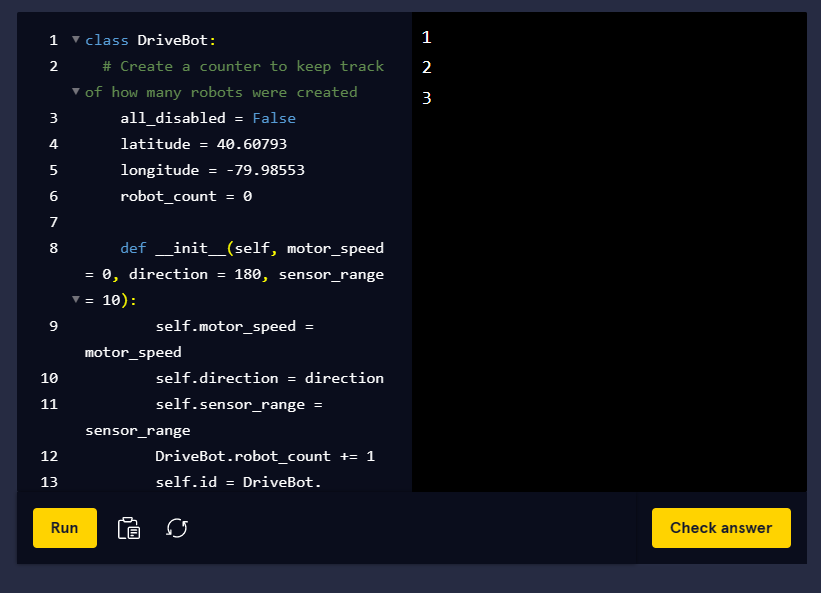 1 class DriveBot:
2 # Create a counter to keep track
of how many robots were created
3 all_disabled = False
4 latitude = 40.60793
5 longitude = -79.98553
6 robot_count = 0
7
8 def __init__(self, motor_speed
= 0, direction = 180, sensor_range
= 10):
9 self.motor_speed =
motor_speed
10 self.direction = direction
11 self.sensor_range =
sensor_range
12 DriveBot.robot_count += 1
13 self.id = DriveBot.
1
2
3
Run
Check answer